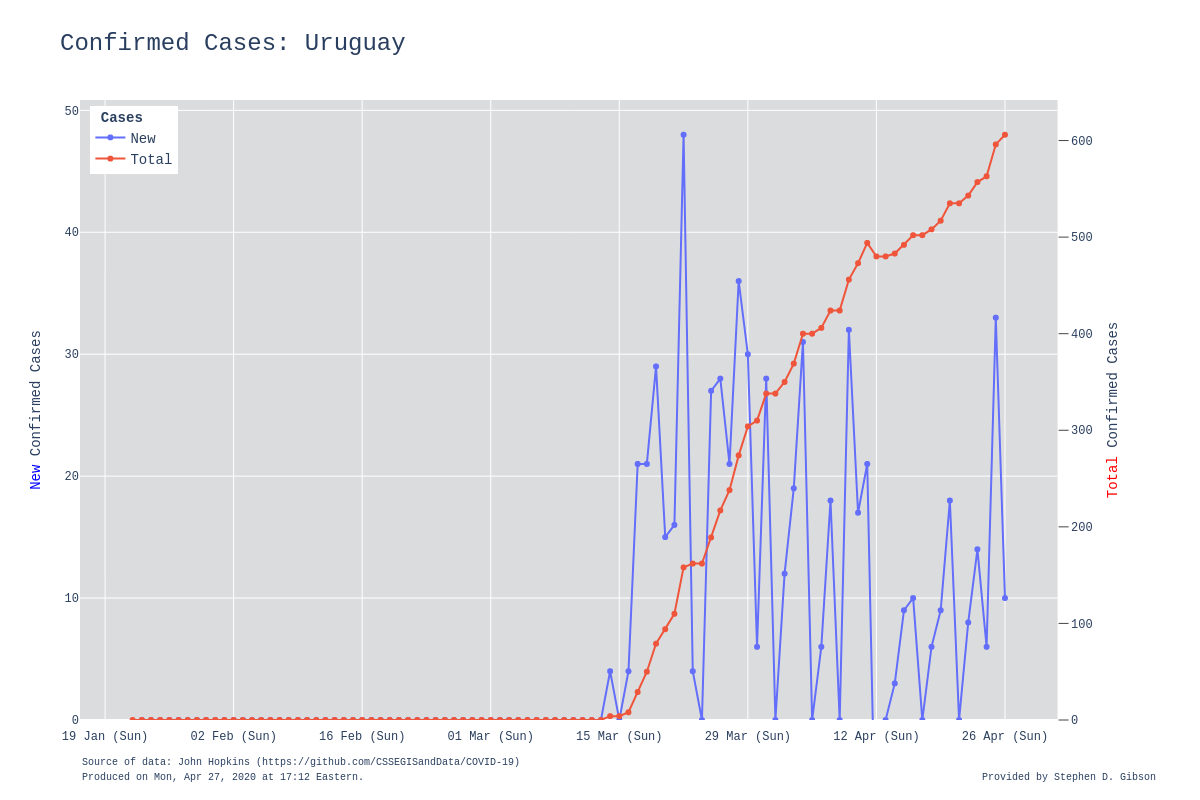 Confirmed Cases: Uruguay
Cases
New
Total
50
40
30
20
10
0
New Confirmed Cases
600
500
400
300
200
100
0
Total Confirmed Cases
19 Jan (Sun) 02 Feb (Sun) 16 Feb (Sun) 01 Mar (Sun) 15 Mar (Sun) 29 Mar (Sun) 12 Apr (Sun) 26 Apr (Sun)
Source of data: John Hopkins (https://github.com/CSSEGISandData/COVID-19)
Produced on Mon, Apr 27, 2020 at 17:12 Eastern.
Provided by Stephen D. Gibson